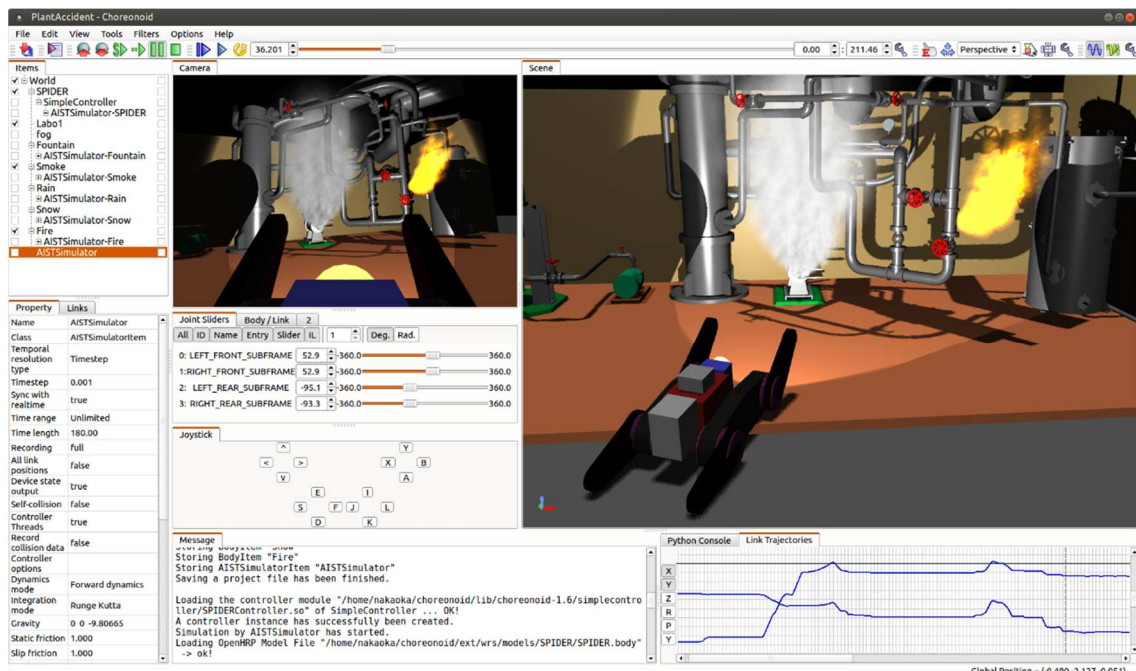 PlantAccident - Choreonoid
File Edit View Tools Filters Options Help
36.201 0.00 : 211.46 Perspective
Items
World
SPIDER
SimpleController
AISTSimulator-SPIDER
Labo1
fog
Fountain
AISTSimulator-Fountain
Smoke
AISTSimulator-Smoke
Rain
AISTSimulator-Rain
Snow
AISTSimulator-Snow
Fire
AISTSimulator-Fire
AISTSimulator
Camera
Scene
Property Links
Name AISTSimulator
Class AISTSimulatorItem
Temporal
resolution Timestep
type
Timestep 0.001
Sync with
realtime true
Time range Unlimited
Time length 180.00
Recording full
All link
positions false
Device state
output true
Self-collision false
Controller
Threads true
Record
collision data false
Controller
options
Dynamics
mode Forward dynamics
Integration
mode Runge Kutta
Gravity 0 0 -9.80665
Static friction 1.000
Slip friction 1.000
Joint Sliders Body / Link 2
All ID Name Entry Slider IL 1 Deg. Rad.
0: LEFT_FRONT_SUBFRAME 52.9 -360.0 360.0
1:RIGHT_FRONT_SUBFRAME 52.9 -360.0 360.0
2: LEFT_REAR_SUBFRAME -95.1 -360.0 360.0
3: RIGHT_REAR_SUBFRAME -93.3 -360.0 360.0
Joystick
^ Y
< > X B
v A
E I
S F J L
D K
Message
Storing BodyItem "Snow"
Storing BodyItem "Fire"
Storing AISTSimulatorItem "AISTSimulator"
Saving a project file has been finished.
Loading the controller module "/home/nakaoka/choreonoid/lib/choreonoid-1.6/simplecontro
ller/SPIDERController.so" of SimpleController ... OK!
A controller instance has successfully been created.
Simulation by AISTSimulator has started.
Loading OpenHRP Model File "/home/nakaoka/choreonoid/ext/wrs/models/SPIDER/SPIDER.body"
-> ok!
Python Console Link Trajectories
X
Y
Z
R
P
Y
Global Position = (